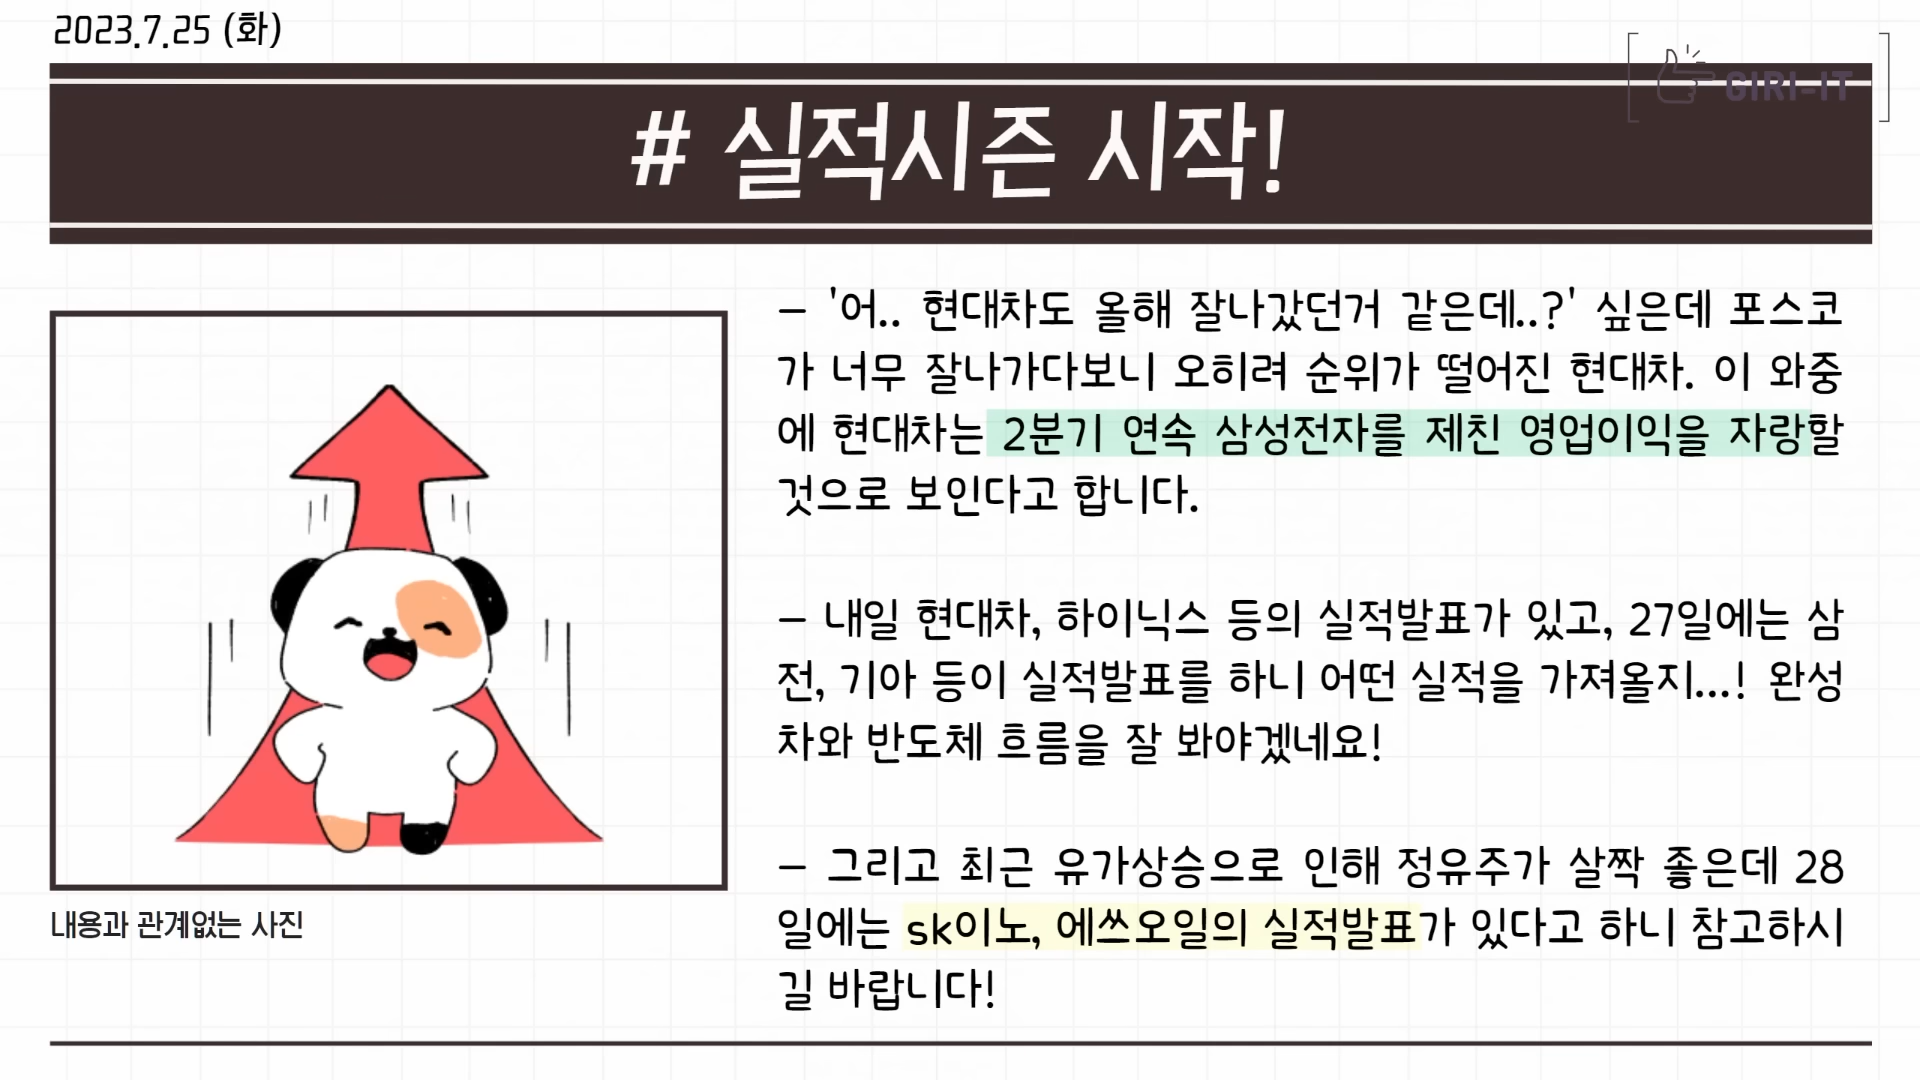 2023.7.25 (화)
GIRI-IT
# 실적시즌 시작!
- '어.. 현대차도 올해 잘나갔던거 같은데..?' 싶은데 포스코
가 너무 잘나가다보니 오히려 순위가 떨어진 현대차. 이 와중
에 현대차는 2분기 연속 삼성전자를 제친 영업이익을 자랑할
것으로 보인다고 합니다.
- 내일 현대차, 하이닉스 등의 실적발표가 있고, 27일에는 삼
전, 기아 등이 실적발표를 하니 어떤 실적을 가져올지...! 완성
차와 반도체 흐름을 잘 봐야겠네요!
- 그리고 최근 유가상승으로 인해 정유주가 살짝 좋은데 28
일에는 sk이노, 에쓰오일의 실적발표가 있다고 하니 참고하시
길 바랍니다!
내용과 관계없는 사진